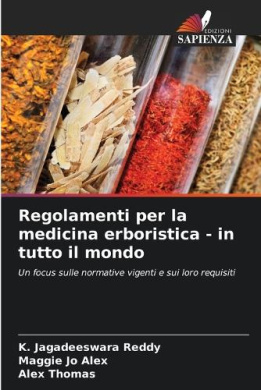 EDIZIONI
SAPIENZA
Regolamenti per la
medicina erboristica - in
tutto il mondo
Un focus sulle normative vigenti e sui loro requisiti
K. Jagadeeswara Reddy
Maggie Jo Alex
Alex Thomas